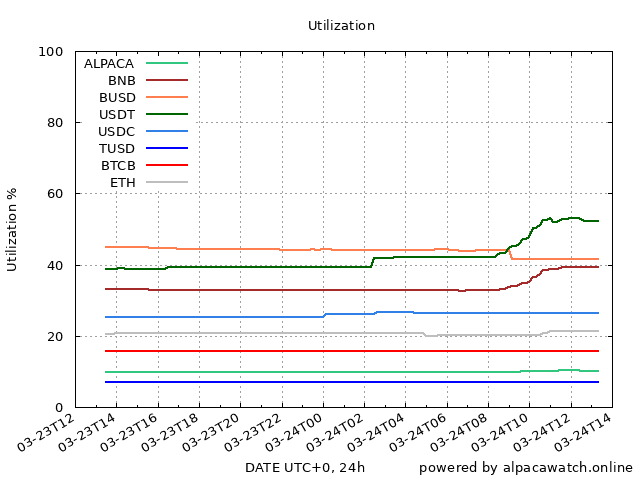 Utilization
100
80
60
40
20
0
Utilization %
ALPACA
BNB
BUSD
USDT
USDC
TUSD
BTCB
ETH
03-23T12
03-23T14
03-23T16
03-23T18
03-23T20
03-23T22
03-24T00
03-24T02
03-24T04
03-24T06
03-24T08
03-24T10
03-24T12
03-24T14
DATE UTC+0, 24h
powered by alpacawatch.online